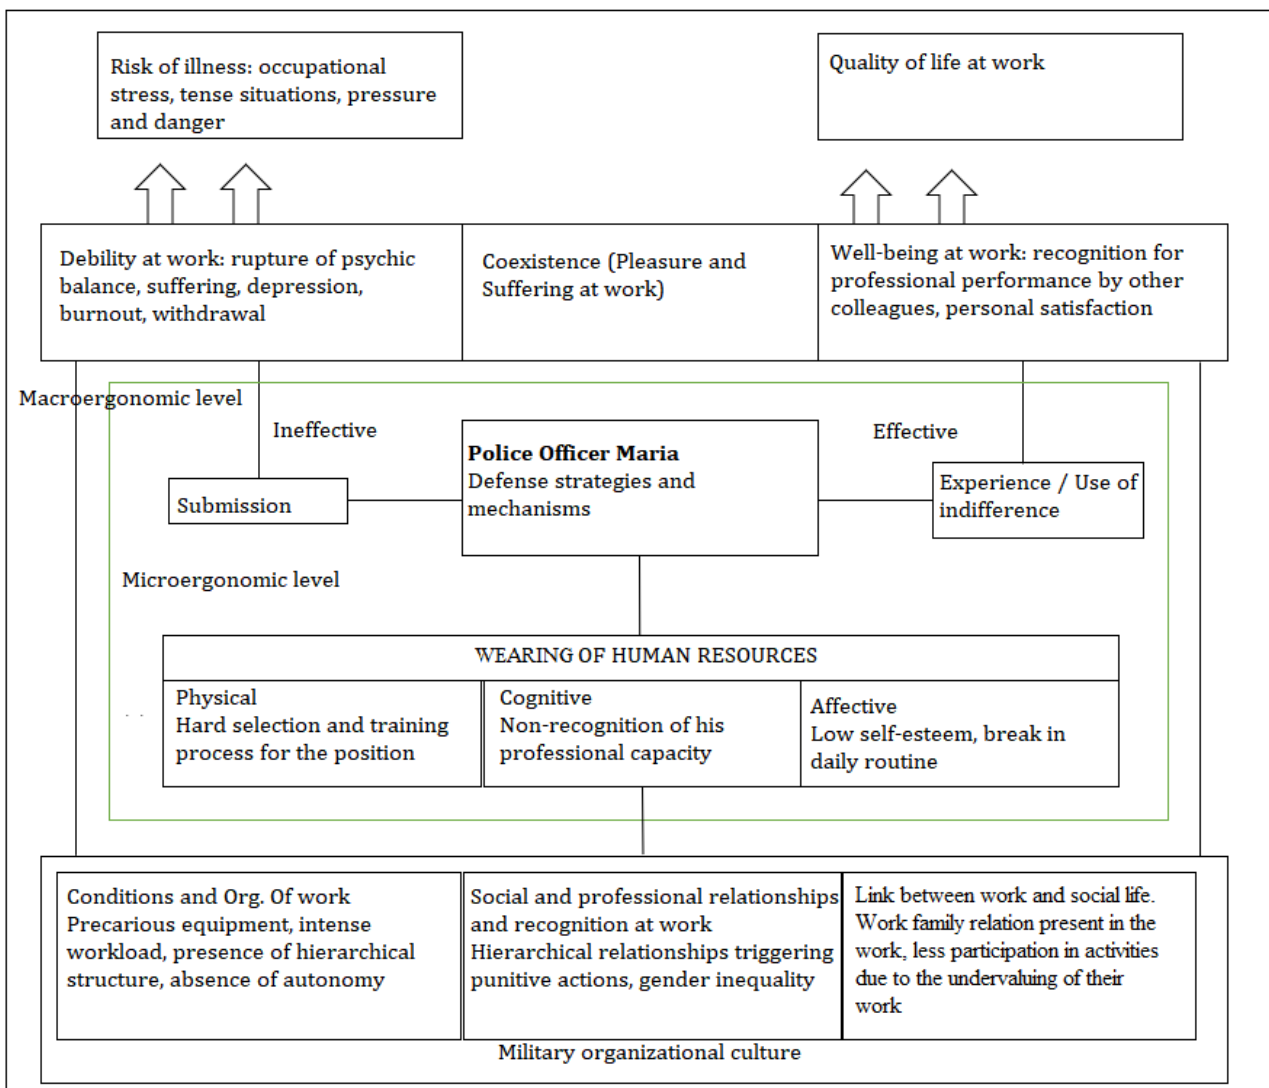 Risk of illness: occupational
stress, tense situations, pressure
and danger
Quality of life at work
Debility at work: rupture of psychic
balance, suffering, depression,
burnout, withdrawal
Coexistence (Pleasure and
Suffering at work)
Well-being at work: recognition for
professional performance by other
colleagues, personal satisfaction
Macroergonomic level
Ineffective
Effective
Police Officer Maria
Defense strategies and
mechanisms
Submission
Experience / Use of
indifference
Microergonomic level
WEARING OF HUMAN RESOURCES
Physical
Hard selection and training
process for the position
Cognitive
Non-recognition of his
professional capacity
Affective
Low self-esteem, break in
daily routine
Conditions and Org. Of work
Precarious equipment, intense
workload, presence of hierarchical
structure, absence of autonomy
Social and professional relationships
and recognition at work
Hierarchical relationships triggering
punitive actions, gender inequality
Link between work and social life.
Work family relation present in the
work, less participation in activities
due to the undervaluing of their
work
Military organizational culture